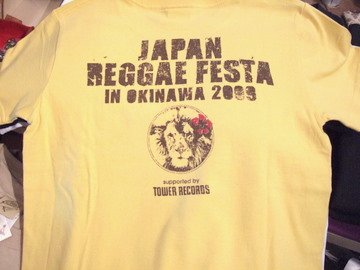 JAPAN
REGGAE FESTA
IN OKINAWA 2009
supported by
TOWER RECORDS